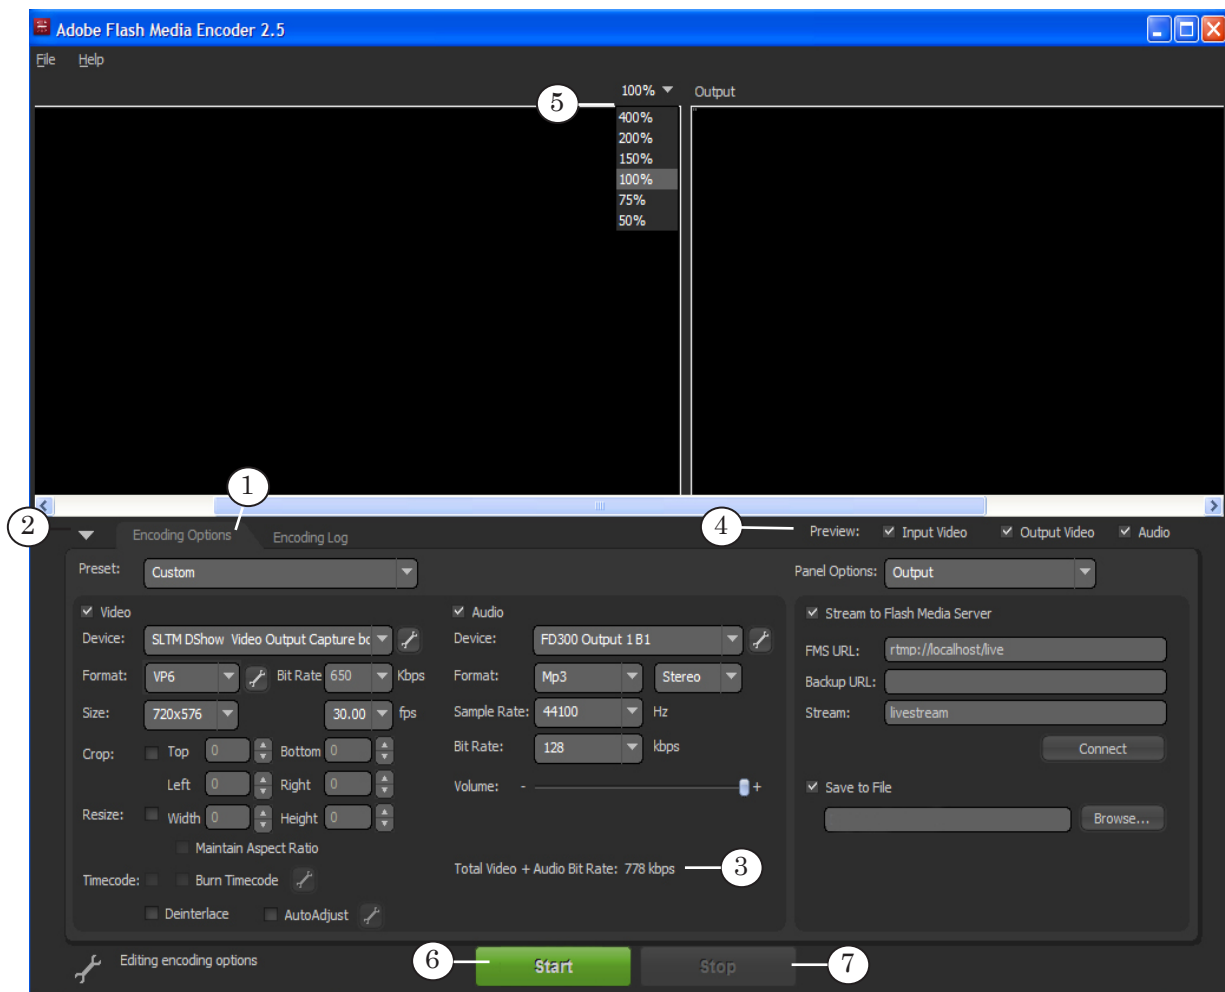 Adobe Flash Media Encoder 2.5
File Help
100% Output
5
400%
200%
150%
100%
75%
50%
1
2
4
Encoding Options Encoding Log Preview: Input Video Output Video Audio
Preset: Custom Panel Options: Output
Video Audio Stream to Flash Media Server
Device: SLTM DShow Video Output Capture bo Device: FD300 Output 1 B1
FMS URL: rtmp://localhost/live
Format: VP6 Bit Rate 650 Kbps Format: Mp3 Stereo
Backup URL:
Size: 720x576 30.00 fps Sample Rate: 44100 Hz Stream: livestream
Crop: Top 0 Bottom 0 Bit Rate: 128 kbps Connect
Left 0 Right 0 Volume: - + Save to File
Resize: Width 0 Height 0 Browse...
Maintain Aspect Ratio
Total Video + Audio Bit Rate: 778 kbps 3
Timecode: Burn Timecode
Deinterlace AutoAdjust
Editing encoding options 6 Start Stop 7